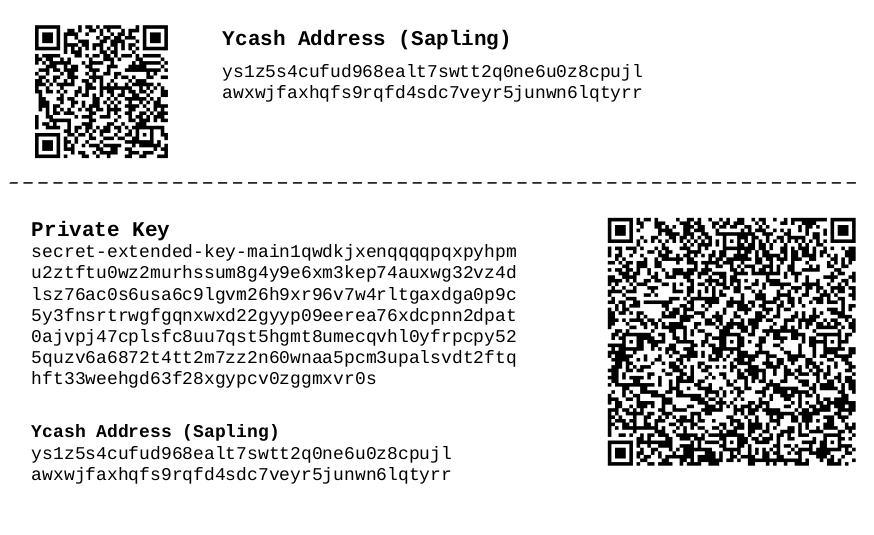 Ycash Address (Sapling)
ys1z5s4cufud968ealt7swtt2q0ne6u0z8cpujl
awxwjfaxhqfs9rqfd4sdc7veyr5junwn6lqtyrr
Private Key
secret-extended-key-main1qwdkjxenqqqqpqxpyhpm
u2ztftu0wz2murhssum8g4y9e6xm3kep74auxwg32vz4d
lsz76ac0s6usa6c9lgvm26h9xr96v7w4rltgaxdga0p9c
5y3fnsrtrwgfgqnxwxd22gyyp09eerea76xdcpnn2dpat
0ajvpj47cplsfc8uu7qst5hgmt8umecqvhl0yfrpcpy52
5quzv6a6872t4tt2m7zz2n60wnaa5pcm3upalsvdt2ftq
hft33weehgd63f28xgypcv0zggmxvr0s
Ycash Address (Sapling)
ys1z5s4cufud968ealt7swtt2q0ne6u0z8cpujl
awxwjfaxhqfs9rqfd4sdc7veyr5junwn6lqtyrr